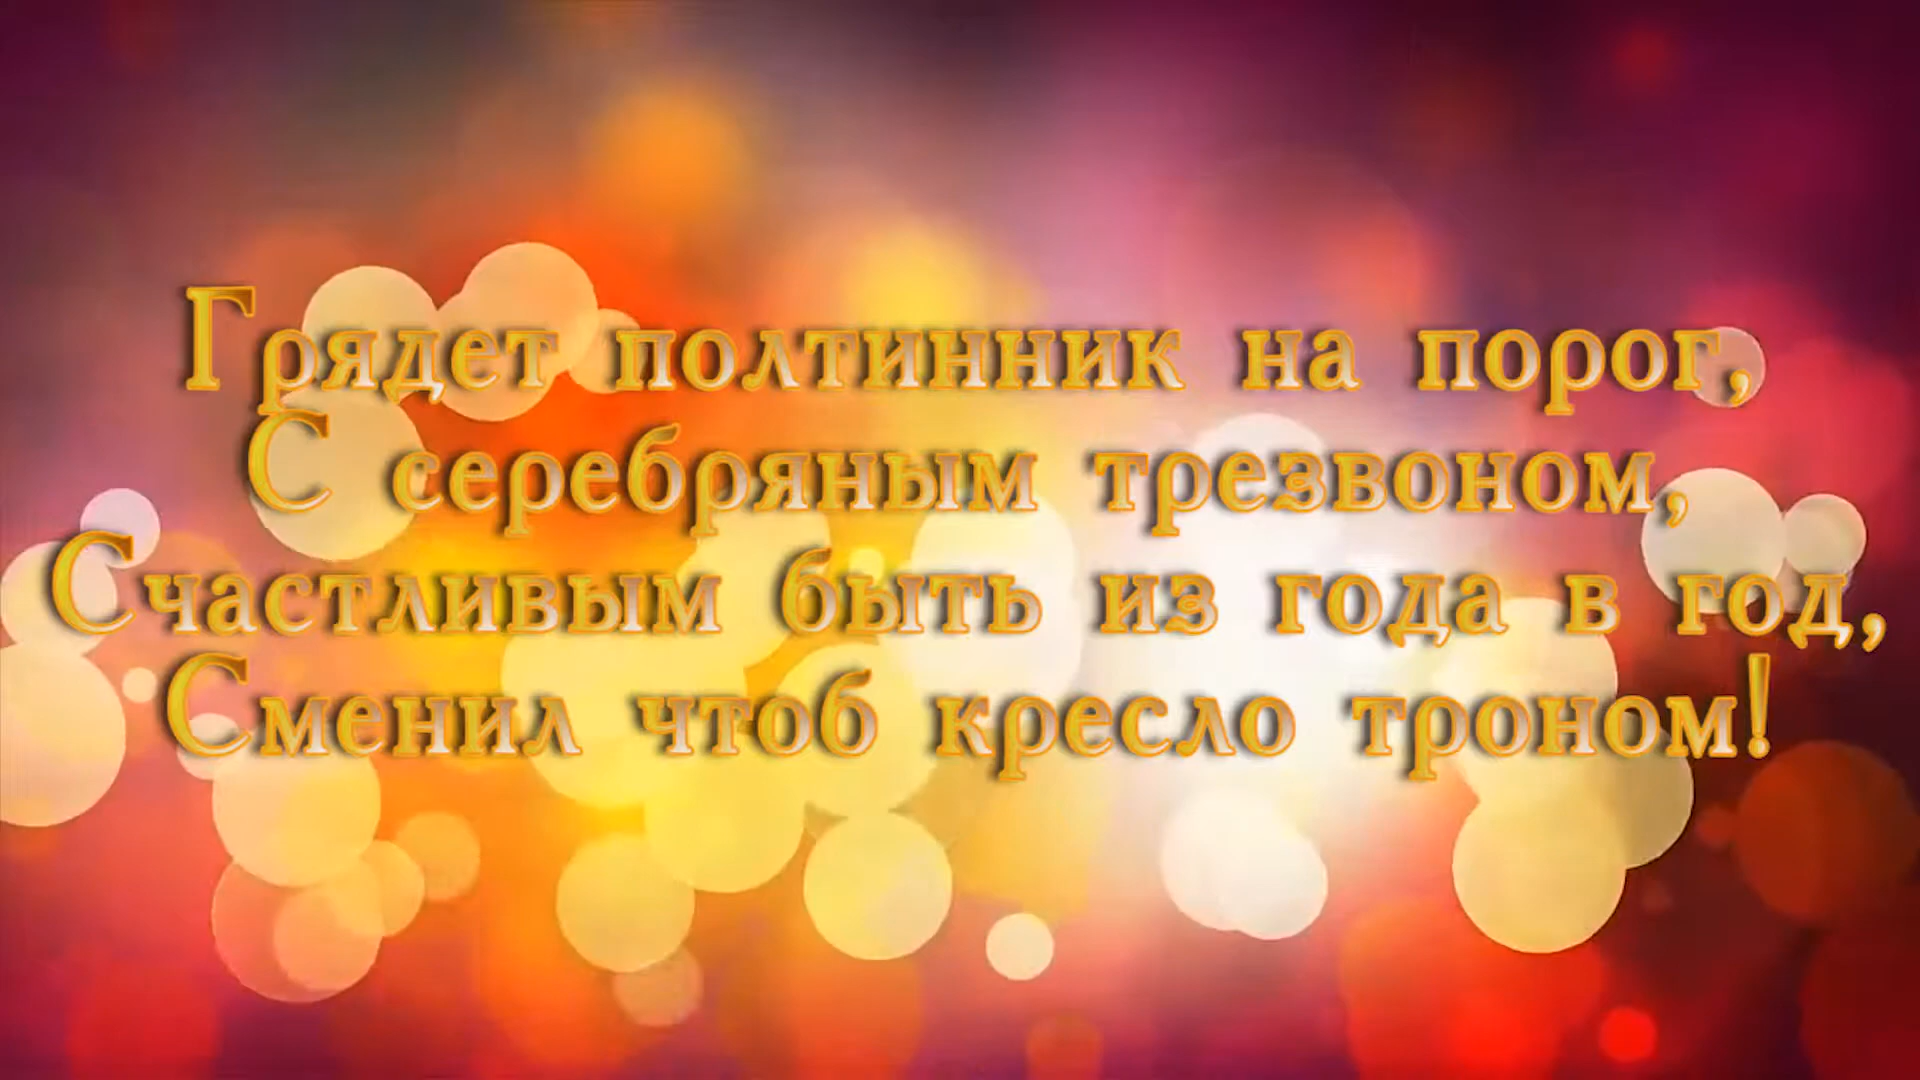 Грядет полтинник на порог,
С серебряным трезвоном,
Счастливым быть из года в год,
Сменил чтоб кресло троном!